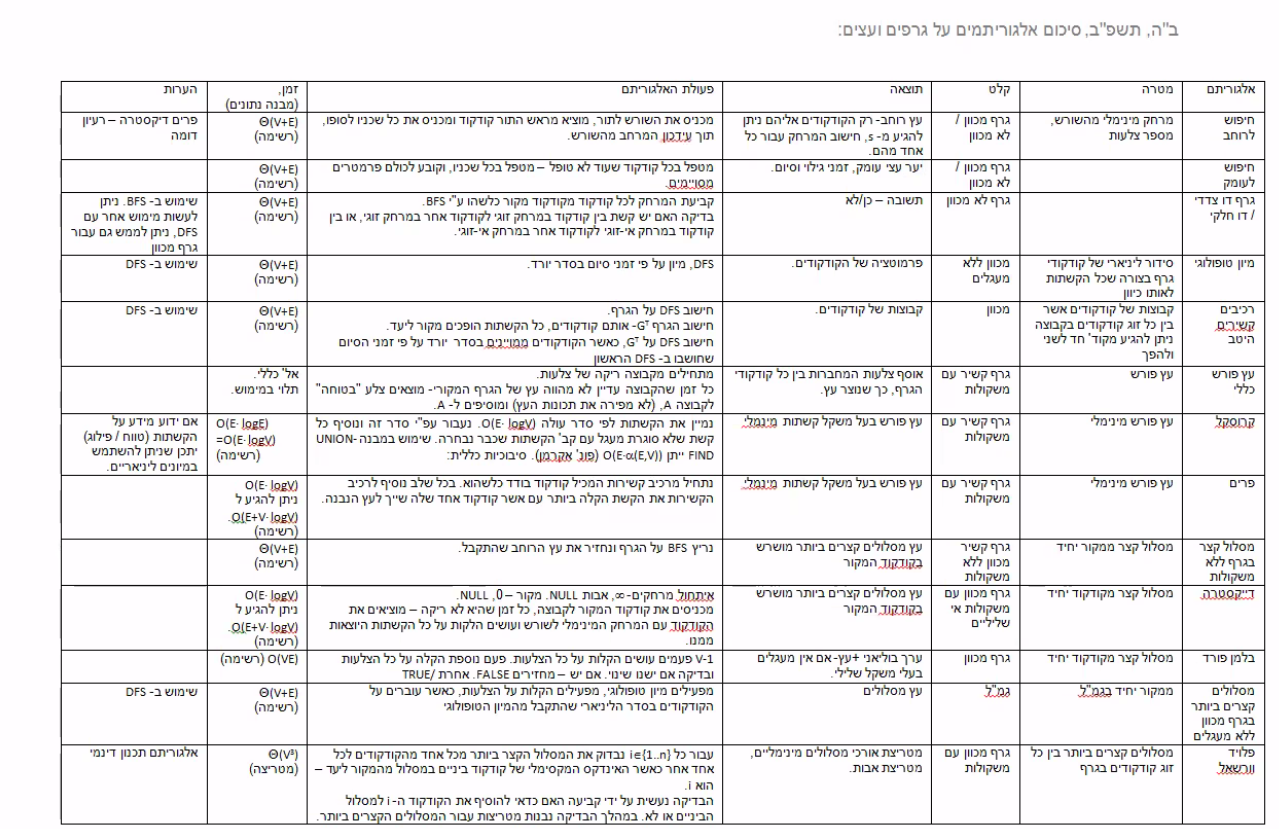 ב"ה, תשפ"ב, סיכום אלגוריתמים על גרפים ועצים:
אלגוריתם
מטרה
קלט
תוצאה
פעולת האלגוריתם
זמן,
(מבנה נתונים)
הערות
חיפוש
לרוחב
מרחק מינימלי מהשורש,
מספר צלעות
גרף מכוון /
לא מכוון
עץ רוחב- רק הקודקודים אליהם ניתן
להגיע מ- s, חישוב המרחק עבור כל
אחד מהם.
מכניס את השורש לתור, מוציא מראש התור קודקוד ומכניס את כל שכניו לסופו,
תוך עידכון המרחב מהשורש.
Θ(V+E)
(רשימה)
פרים דיקסטרה – רעיון
דומה
חיפוש
לעומק
גרף מכוון /
לא מכוון
יער עצי עומק, זמני גילוי וסיום.
מטפל בכל קודקוד שעוד לא טופל – מטפל בכל שכניו, וקובע לכולם פרמטרים
מסויימים.
Θ(V+E)
(רשימה)
גרף דו צדדי
/ דו חלקי
גרף לא מכוון
תשובה – כן/לא
קביעת המרחק לכל קודקוד מקודקוד מקור כלשהו ע"י BFS.
בדיקה האם יש קשת בין קודקוד במרחק זוגי לקודקוד אחר במרחק זוגי, או בין
קודקוד במרחק אי-זוגי לקודקוד אחר במרחק אי-זוגי.
Θ(V+E)
(רשימה)
שימוש ב- BFS. ניתן
לעשות מימוש אחר עם
DFS, ניתן לממש גם עבור
גרף מכוון
מיון טופולוגי
סידור ליניארי של קודקודי
גרף בצורה שכל הקשתות
לאותו כיוון
מכוון ללא
מעגלים
פרמוטציה של הקודקודים.
DFS, מיון על פי זמני סיום בסדר יורד.
Θ(V+E)
(רשימה)
שימוש ב- DFS
רכיבים
קשירים
היטב
קבוצות של קודקודים אשר
בין כל זוג קודקודים בקבוצה
ניתן להגיע מקוד' חד לשני
ולהפך
מכוון
קבוצות של קודקודים.
חישוב DFS על הגרף.
חישוב הגרף Gᵀ- אותם קודקודים, כל הקשתות הופכים מקור ליעד.
חישוב DFS על Gᵀ, כאשר הקודקודים ממויינים בסדר יורד על פי זמני הסיום
שחושבו ב- DFS הראשון
Θ(V+E)
(רשימה)
שימוש ב- DFS
עץ פורש
כללי
עץ פורש
גרף קשיר עם
משקולות
אוסף צלעות המחברות בין כל קודקודי
הגרף, כך שנוצר עץ.
מתחילים מקבוצה ריקה של צלעות.
כל זמן שהקבוצה עדיין לא מהווה עץ של הגרף המקורי- מוצאים צלע "בטוחה"
לקבוצה A, (לא מפירה את תכונות העץ) ומוסיפים ל- A.
אל' כללי.
תלוי במימוש.
קרוסקל
עץ פורש מינימלי
גרף קשיר עם
משקולות
עץ פורש בעל משקל קשתות מינמלי
נמיין את הקשתות לפי סדר עולה O(E· logV). נעבור עפ"י סדר זה ונוסיף כל
קשת שלא סוגרת מעגל עם קב' הקשתות שכבר נבחרה. שימוש במבנה UNION-
FIND ייתן O(E·α(E,V)) (פונ' אקרמן). סיבוכיות כללית:
O(E· logE)
=O(E· logV)
(רשימה)
אם ידוע מידע על
הקשתות (טווח / פילוג)
יתכן שניתן להשתמש
במיונים ליניאריים.
פרים
עץ פורש מינימלי
גרף קשיר עם
משקולות
עץ פורש בעל משקל קשתות מינמלי
נתחיל מרכיב קשירות המכיל קודקוד בודד כלשהוא. בכל שלב נוסיף לרכיב
הקשירות את הקשת הקלה ביותר עם אשר קודקוד אחד שלה שייך לעץ הנבנה.
O(E· logV)
ניתן להגיע ל
O(E+V· logV).
(רשימה)
מסלול קצר
בגרף ללא
משקולות
מסלול קצר ממקור יחיד
גרף קשיר
מכוון ללא
משקולות
עץ מסלולים קצרים ביותר מושרש
בקודקוד המקור
נריץ BFS על הגרף ונחזיר את עץ הרוחב שהתקבל.
Θ(V+E)
(רשימה)
דייקסטרה
מסלול קצר מקודקוד יחיד
גרף מכוון עם
משקולות אי
שליליים
עץ מסלולים קצרים ביותר מושרש
בקודקוד המקור
איתחול מרחקים-∞, אבות NULL. מקור – 0, NULL.
מכניסים את קודקוד המקור לקבוצה, כל זמן שהיא לא ריקה – מוציאים את
הקודקוד עם המרחק המינימלי לשורש ועושים הלקות על כל הקשתות היוצאות
ממנו.
O(E· logV)
ניתן להגיע ל
O(E+V· logV).
(רשימה)
בלמן פורד
מסלול קצר מקודקוד יחיד
גרף מכוון
ערך בוליאני +עץ- אם אין מעגלים
בעלי משקל שלילי.
V-1 פעמים עושים הקלות על כל הצלעות. פעם נוספת הקלה על כל הצלעות
ובדיקה אם ישנו שינוי. אם יש – מחזירים FALSE. אחרת /TRUE
O(VE) (רשימה)
מסלולים
קצרים ביותר
בגרף מכוון
ללא מעגלים
ממקור יחיד בגמ"ל
גמ"ל
עץ מסלולים
מפעילים מיון טופולוגי, מפעילים הקלות על הצלעות, כאשר עוברים על
הקודקודים בסדר הליניארי שהתקבל מהמיון הטופולוגי
Θ(V+E)
(רשימה)
שימוש ב- DFS
פלויד
וורשאל
מסלולים קצרים ביותר בין כל
זוג קודקודים בגרף
גרף מכוון עם
משקולות
מטריצת אורכי מסלולים מינימליים,
מטריצת אבות.
עבור כל i∈{1..n} נבדוק את המסלול הקצר ביותר מכל אחד מהקודקודים לכל
אחד אחר כאשר האינדקס המקסימלי של קודקוד ביניים במסלול מהמקור ליעד –
הוא i.
הבדיקה נעשית על ידי קביעה האם כדאי להוסיף את הקודקוד ה- i למסלול
הביניים או לא. במהלך הבדיקה נבנות מטריצות עבור המסלולים הקצרים ביותר.
Θ(V³)
(מטריצה)
אלגוריתם תכנון דינמי